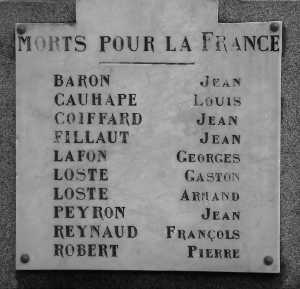 MORTS POUR LA FRANCE
BARON JEAN
CAUHAPE LOUIS
COIFFARD JEAN
FILLAUT JEAN
LAFON GEORGES
LOSTE GASTON
LOSTE ARMAND
PEYRON JEAN
REYNAUD FRANÇOIS
ROBERT PIERRE